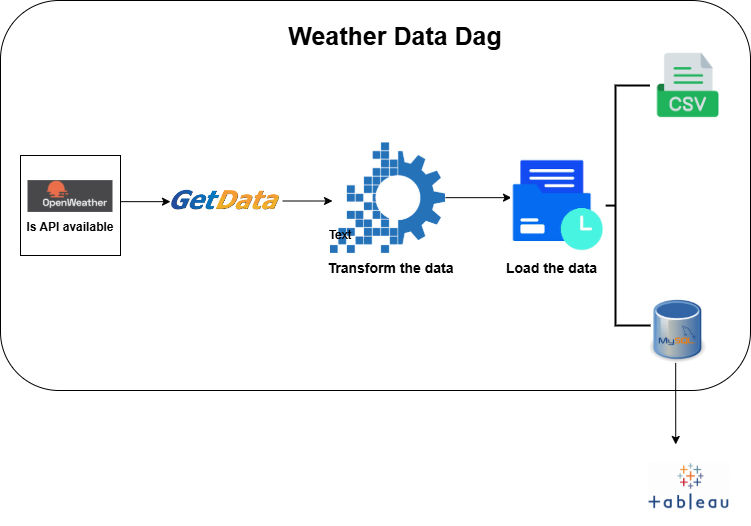 Weather Data Dag
CSV
OpenWeather
Is API available
GetData
Text
Transform the data
Load the data
MySQL
+ableau